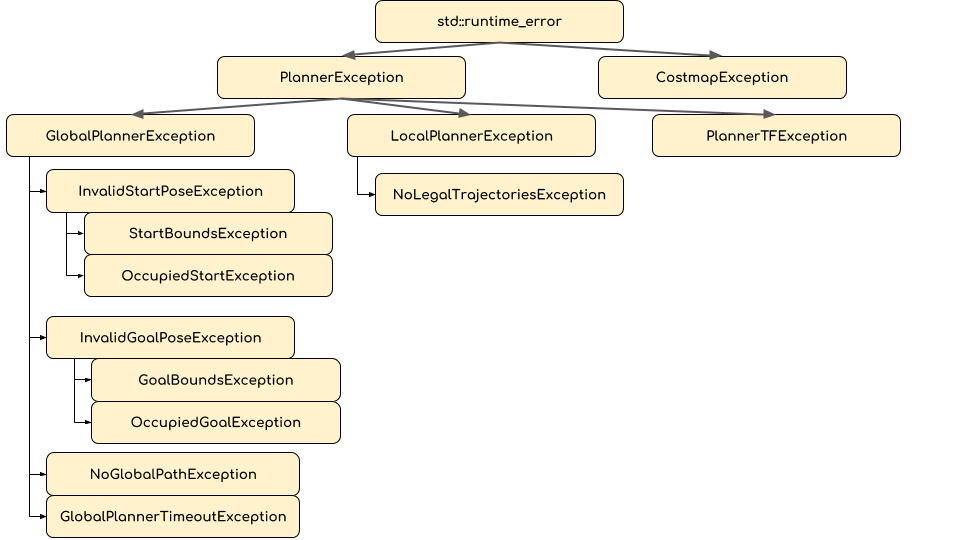 std::runtime_error
PlannerException
CostmapException
GlobalPlannerException
LocalPlannerException
PlannerTFException
InvalidStartPoseException
NoLegalTrajectoriesException
StartBoundsException
OccupiedStartException
InvalidGoalPoseException
GoalBoundsException
OccupiedGoalException
NoGlobalPathException
GlobalPlannerTimeoutException